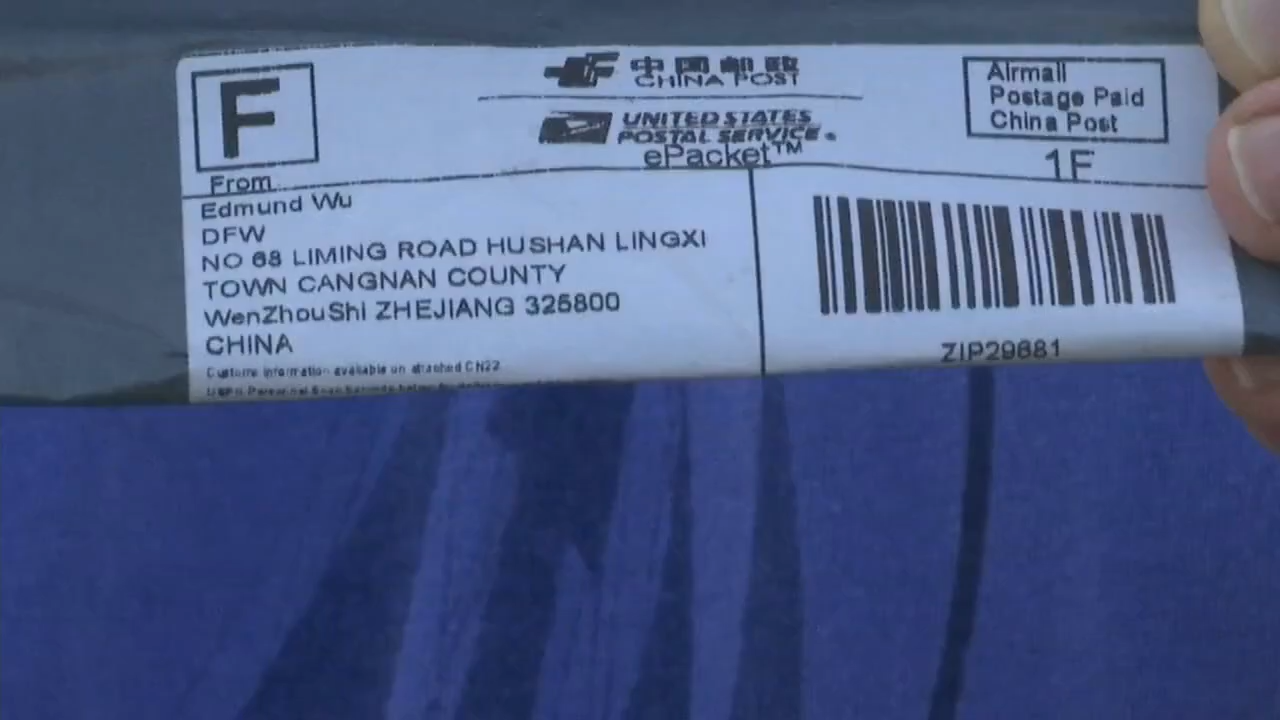 F
中国邮政
CHINA POST
UNITED STATES
POSTAL SERVICE®
ePacket™
Airmail
Postage Paid
China Post
1F
From
Edmund Wu
DFW
NO 68 LIMING ROAD HUSHAN LINGXI
TOWN CANGNAN COUNTY
WenZhouShi ZHEJIANG 325800
CHINA
Customs information available on attached CN22
ZIP29681